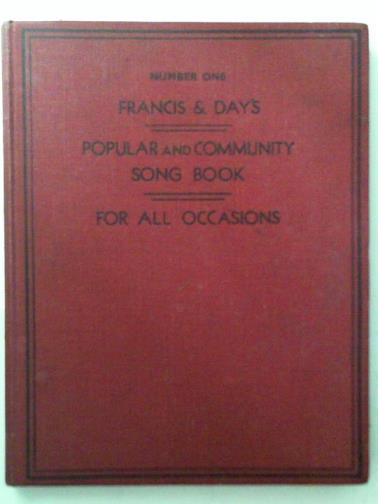 NUMBER ONE
FRANCIS & DAY'S
POPULAR AND COMMUNITY
SONG BOOK
FOR ALL OCCASIONS